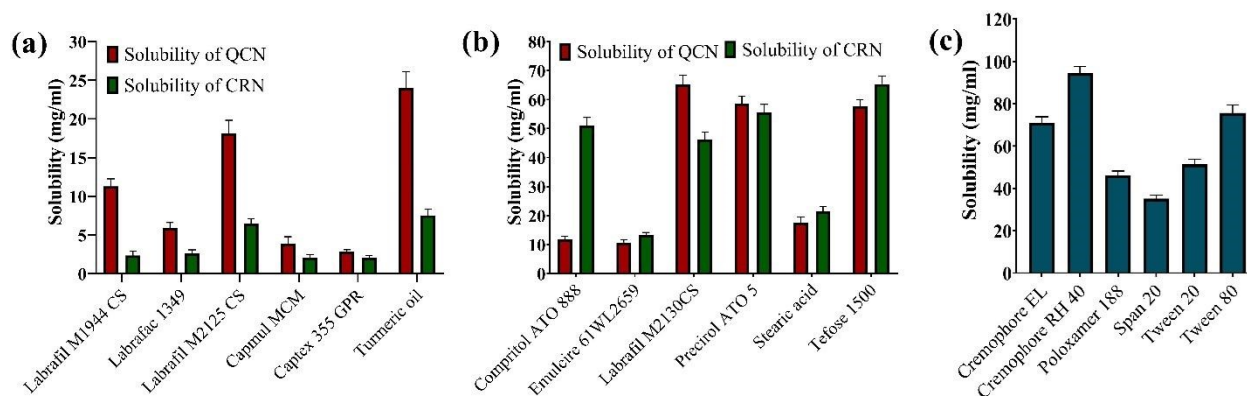 (a)
Solubility of QCN
Solubility of CRN
Solubility (mg/ml)
30
25
20
15
10
5
0
Labrafil M1944 CS
Labrafac 1349
Labrafil M2125 CS
Capmul MCM
Captex 355 GPR
Turmeric oil
(b)
Solubility of QCN
Solubility of CRN
Solubility (mg/ml)
80
70
60
50
40
30
20
10
0
Compritol ATO 888
Emulcire 61WL2659
Labrafil M2130CS
Precirol ATO 5
Stearic acid
Tefose 1500
(c)
Solubility (mg/ml)
120
100
80
60
40
20
0
Cremophore EL
Cremophore RH 40
Poloxamer 188
Span 20
Tween 20
Tween 80